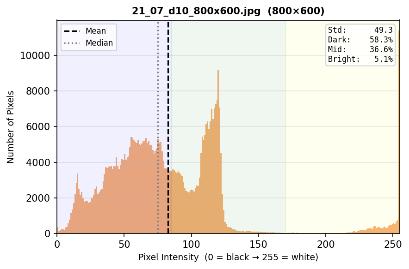 21_07_d10_800x600.jpg  (800×600)
Mean
Median
Std: 49.3
Dark: 58.3%
Mid: 36.6%
Bright: 5.1%
Number of Pixels
10000
8000
6000
4000
2000
0
0 50 100 150 200 250
Pixel Intensity  (0 = black → 255 = white)